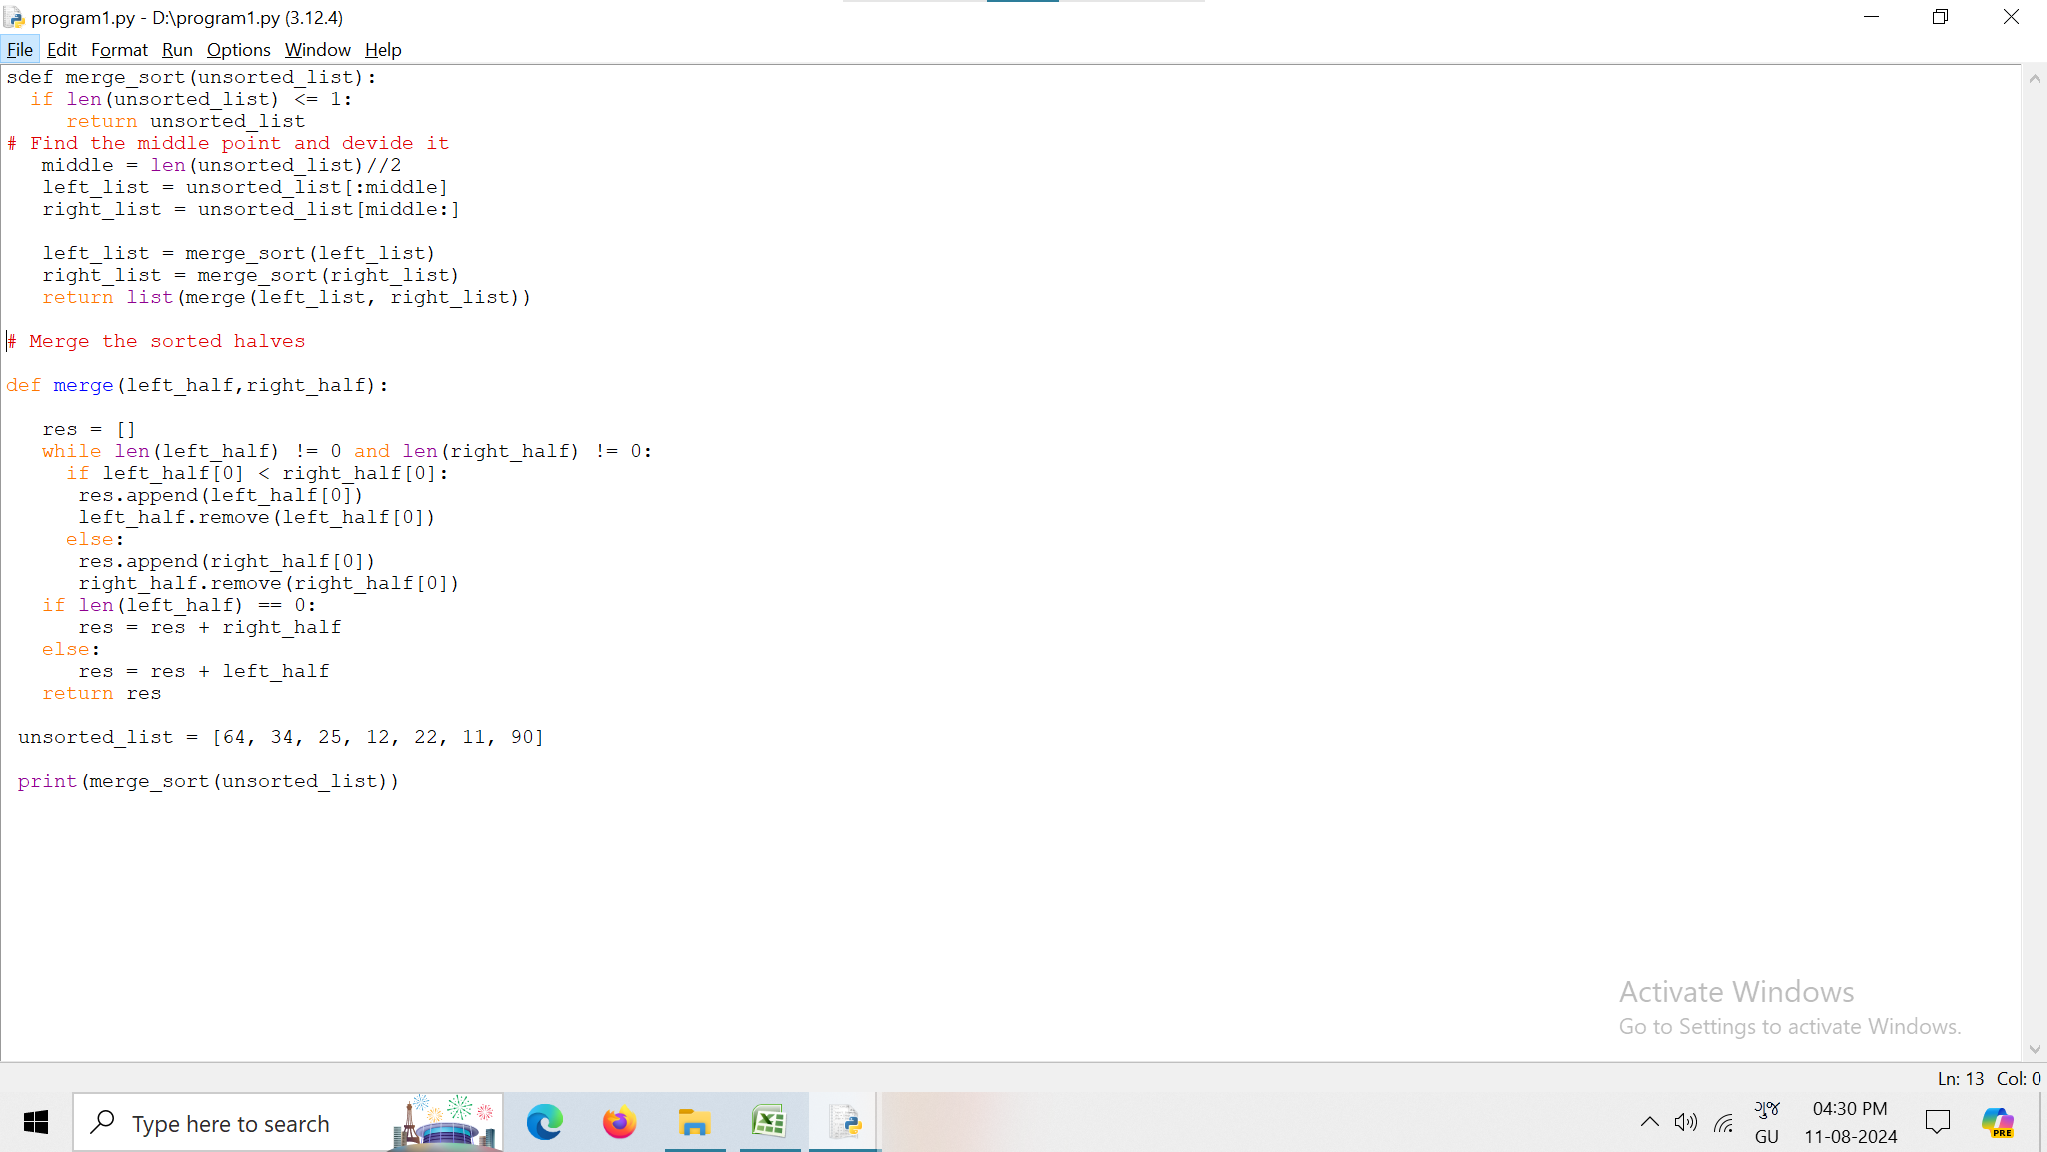 program1.py - D:\program1.py (3.12.4)
File Edit Format Run Options Window Help
sdef merge_sort(unsorted_list):
  if len(unsorted_list) <= 1:
     return unsorted_list
# Find the middle point and devide it
   middle = len(unsorted_list)//2
   left_list = unsorted_list[:middle]
   right_list = unsorted_list[middle:]

   left_list = merge_sort(left_list)
   right_list = merge_sort(right_list)
   return list(merge(left_list, right_list))

# Merge the sorted halves

def merge(left_half,right_half):

   res = []
   while len(left_half) != 0 and len(right_half) != 0:
     if left_half[0] < right_half[0]:
      res.append(left_half[0])
      left_half.remove(left_half[0])
     else:
      res.append(right_half[0])
      right_half.remove(right_half[0])
   if len(left_half) == 0:
      res = res + right_half
   else:
      res = res + left_half
   return res

 unsorted_list = [64, 34, 25, 12, 22, 11, 90]

 print(merge_sort(unsorted_list))
Activate Windows
Go to Settings to activate Windows.
Ln: 13 Col: 0
Type here to search
ગુજ
GU
04:30 PM
11-08-2024
PRE